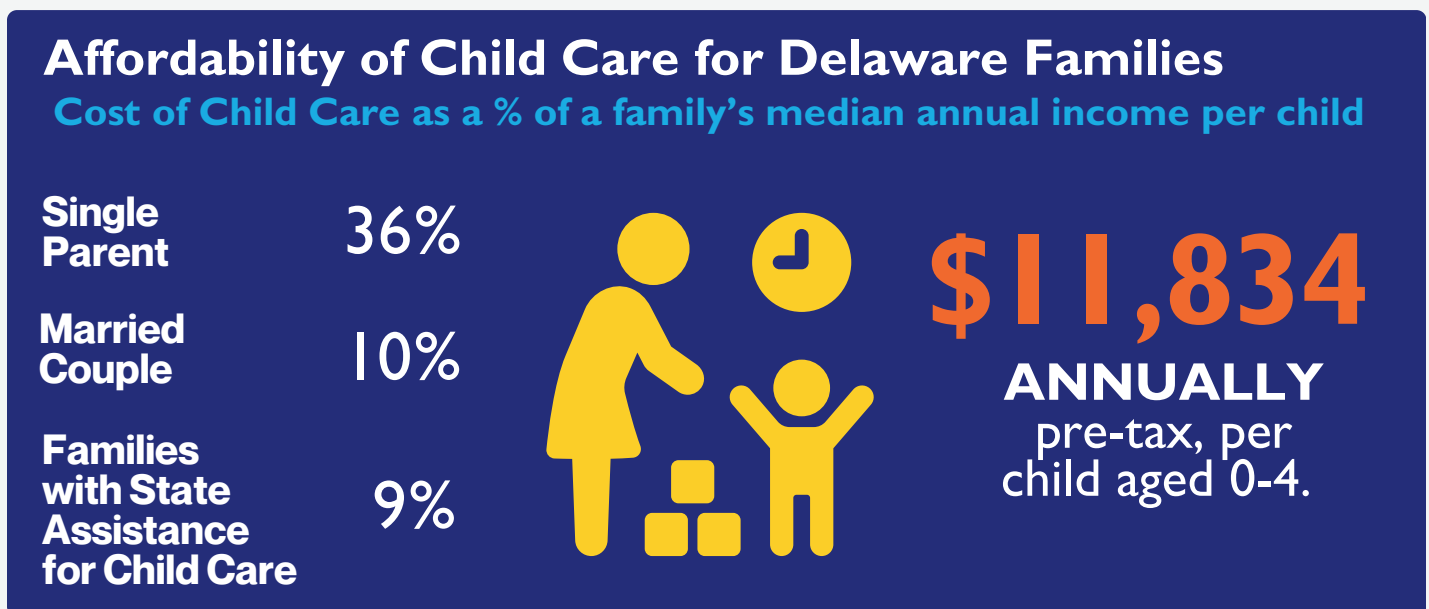 Affordability of Child Care for Delaware Families
Cost of Child Care as a % of a family’s median annual income per child
Single
Parent
36%
Married
Couple
10%
Families
with State
Assistance
for Child Care
9%
$11,834
ANNUALLY
pre-tax, per
child aged 0-4.